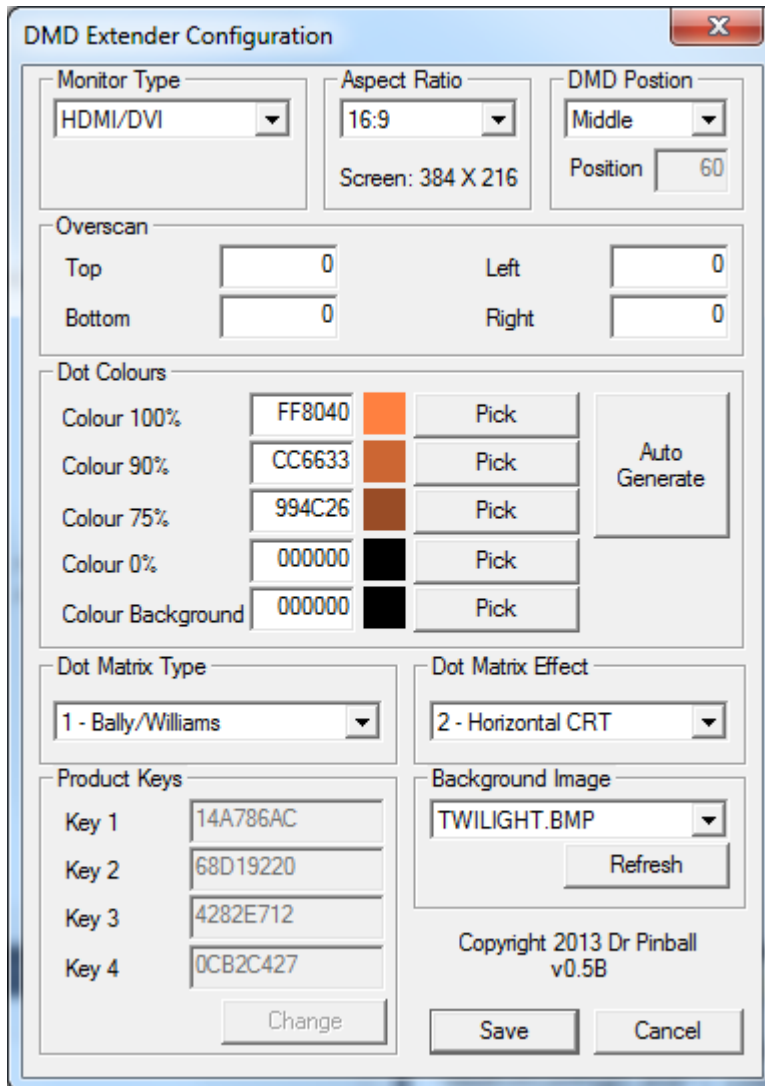 DMD Extender Configuration
Monitor Type
HDMI/DVI
Aspect Ratio
16:9
Screen: 384 X 216
DMD Postion
Middle
Position 60
Overscan
Top 0 Left 0
Bottom 0 Right 0
Dot Colours
Colour 100% FF8040 Pick
Colour 90% CC6633 Pick
Colour 75% 994C26 Pick
Colour 0% 000000 Pick
Colour Background 000000 Pick
Auto
Generate
Dot Matrix Type
1 - Bally/Williams
Dot Matrix Effect
2 - Horizontal CRT
Product Keys
Key 1 14A786AC
Key 2 68D19220
Key 3 4282E712
Key 4 0CB2C427
Change
Background Image
TWILIGHT.BMP
Refresh
Copyright 2013 Dr Pinball
v0.5B
Save Cancel